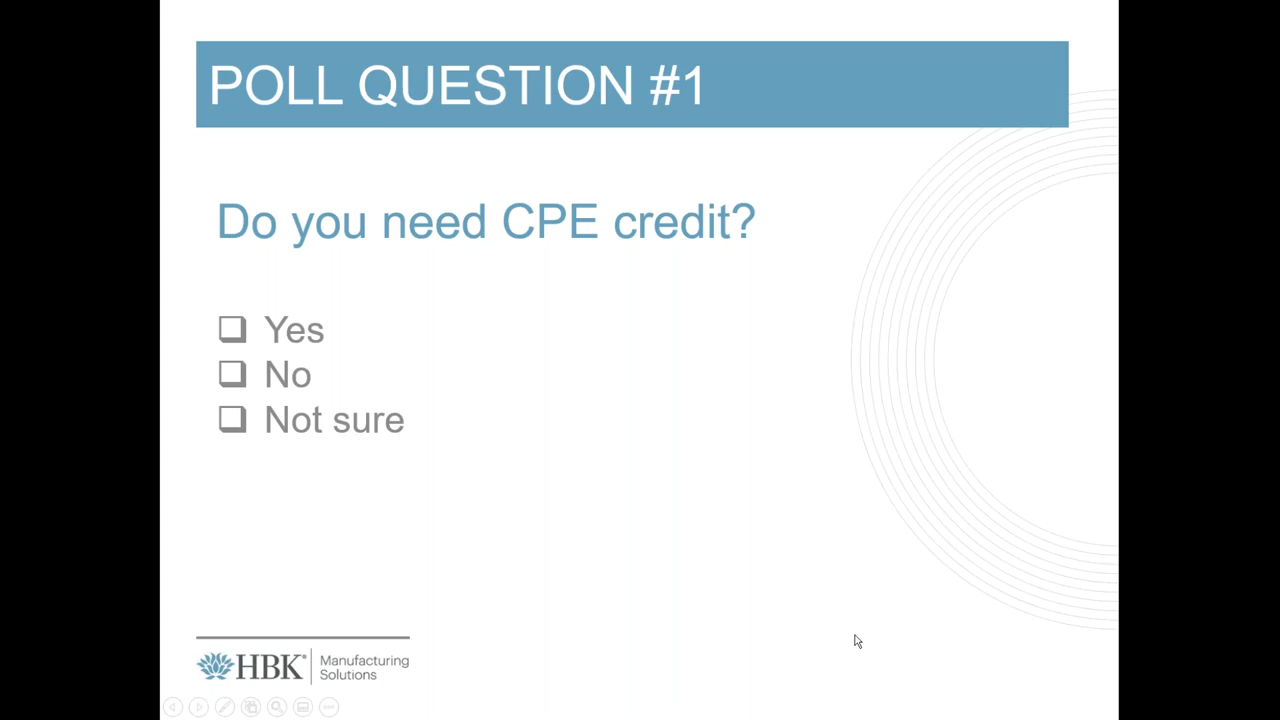 POLL QUESTION #1
Do you need CPE credit?
Yes
No
Not sure
HBK® Manufacturing
Solutions